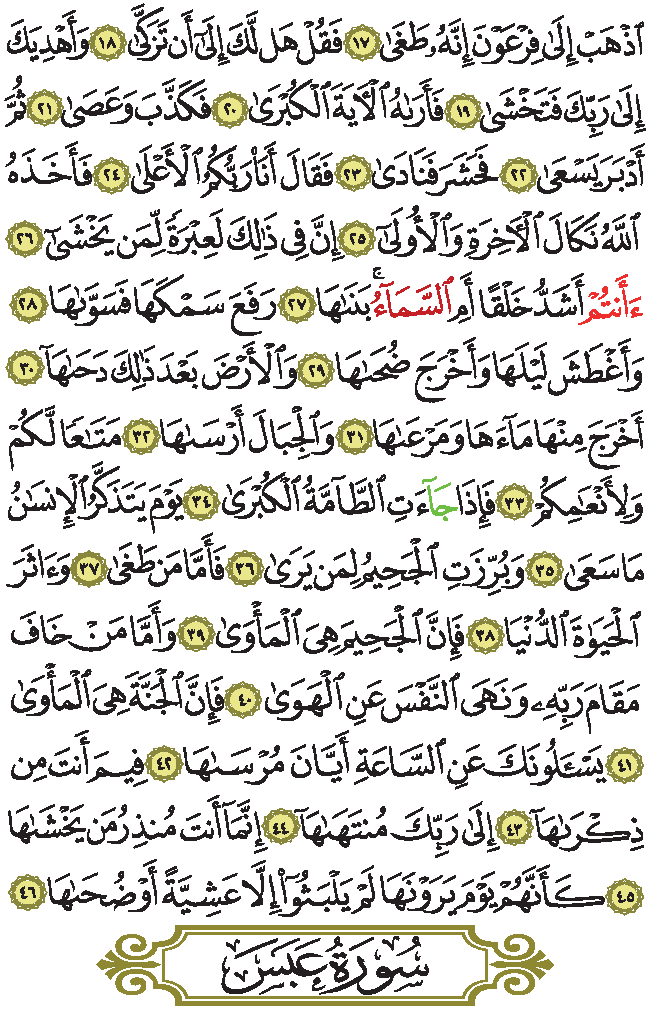 ٱذْهَبْ إِلَىٰ فِرْعَوْنَ إِنَّهُۥ طَغَىٰ ١٧ فَقُلْ هَل لَّكَ إِلَىٰٓ أَن تَزَكَّىٰ ١٨ وَأَهْدِيَكَ
إِلَىٰ رَبِّكَ فَتَخْشَىٰ ١٩ فَأَرَىٰهُ ٱلْأٓيَةَ ٱلْكُبْرَىٰ ٢٠ فَكَذَّبَ وَعَصَىٰ ٢١ ثُمَّ
أَدْبَرَ يَسْعَىٰ ٢٢ فَحَشَرَ فَنَادَىٰ ٢٣ فَقَالَ أَنَا۠ رَبُّكُمُ ٱلْأَعْلَىٰ ٢٤ فَأَخَذَهُ
ٱللَّهُ نَكَالَ ٱلْأٓخِرَةِ وَٱلْأُولَىٰٓ ٢٥ إِنَّ فِى ذَٰلِكَ لَعِبْرَةً لِّمَن يَخْشَىٰٓ ٢٦
ءَأَنتُمْ أَشَدُّ خَلْقًا أَمِ ٱلسَّمَآءُ ۚ بَنَىٰهَا ٢٧ رَفَعَ سَمْكَهَا فَسَوَّىٰهَا ٢٨
وَأَغْطَشَ لَيْلَهَا وَأَخْرَجَ ضُحَىٰهَا ٢٩ وَٱلْأَرْضَ بَعْدَ ذَٰلِكَ دَحَىٰهَآ ٣٠
أَخْرَجَ مِنْهَا مَآءَهَا وَمَرْعَىٰهَا ٣١ وَٱلْجِبَالَ أَرْسَىٰهَا ٣٢ مَتَـٰعًا لَّكُمْ
وَلِأَنْعَـٰمِكُمْ ٣٣ فَإِذَا جَآءَتِ ٱلطَّآمَّةُ ٱلْكُبْرَىٰ ٣٤ يَوْمَ يَتَذَكَّرُ ٱلْإِنسَـٰنُ
مَا سَعَىٰ ٣٥ وَبُرِّزَتِ ٱلْجَحِيمُ لِمَن يَرَىٰ ٣٦ فَأَمَّا مَن طَغَىٰ ٣٧ وَءَاثَرَ
ٱلْحَيَوٰةَ ٱلدُّنْيَا ٣٨ فَإِنَّ ٱلْجَحِيمَ هِىَ ٱلْمَأْوَىٰ ٣٩ وَأَمَّا مَنْ خَافَ
مَقَامَ رَبِّهِۦ وَنَهَى ٱلنَّفْسَ عَنِ ٱلْهَوَىٰ ٤٠ فَإِنَّ ٱلْجَنَّةَ هِىَ ٱلْمَأْوَىٰ
٤١ يَسْـَٔلُونَكَ عَنِ ٱلسَّاعَةِ أَيَّانَ مُرْسَىٰهَا ٤٢ فِيمَ أَنتَ مِن
ذِكْرَىٰهَآ ٤٣ إِلَىٰ رَبِّكَ مُنتَهَىٰهَآ ٤٤ إِنَّمَآ أَنتَ مُنذِرُ مَن يَخْشَىٰهَا
٤٥ كَأَنَّهُمْ يَوْمَ يَرَوْنَهَا لَمْ يَلْبَثُوٓا۟ إِلَّا عَشِيَّةً أَوْ ضُحَىٰهَا ٤٦
سُورَةُ عَبَسَ